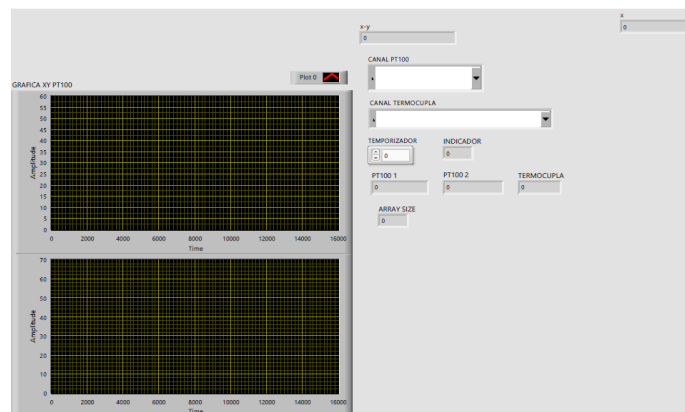 x
0
x-y
0
CANAL PT100
Plot 0
GRAFICA XY PT100
CANAL TERMOCUPLA
TEMPORIZADOR
INDICADOR
0
0
PT100 1
PT100 2
TERMOCUPLA
0
0
0
ARRAY SIZE
0
60
55
50
45
40
35
30
25
20
15
10
5
0
Amplitude
0 2000 4000 6000 8000 10000 12000 14000 16000
Time
70
60
50
40
30
20
10
0
Amplitude
0 2000 4000 6000 8000 10000 12000 14000 16000
Time